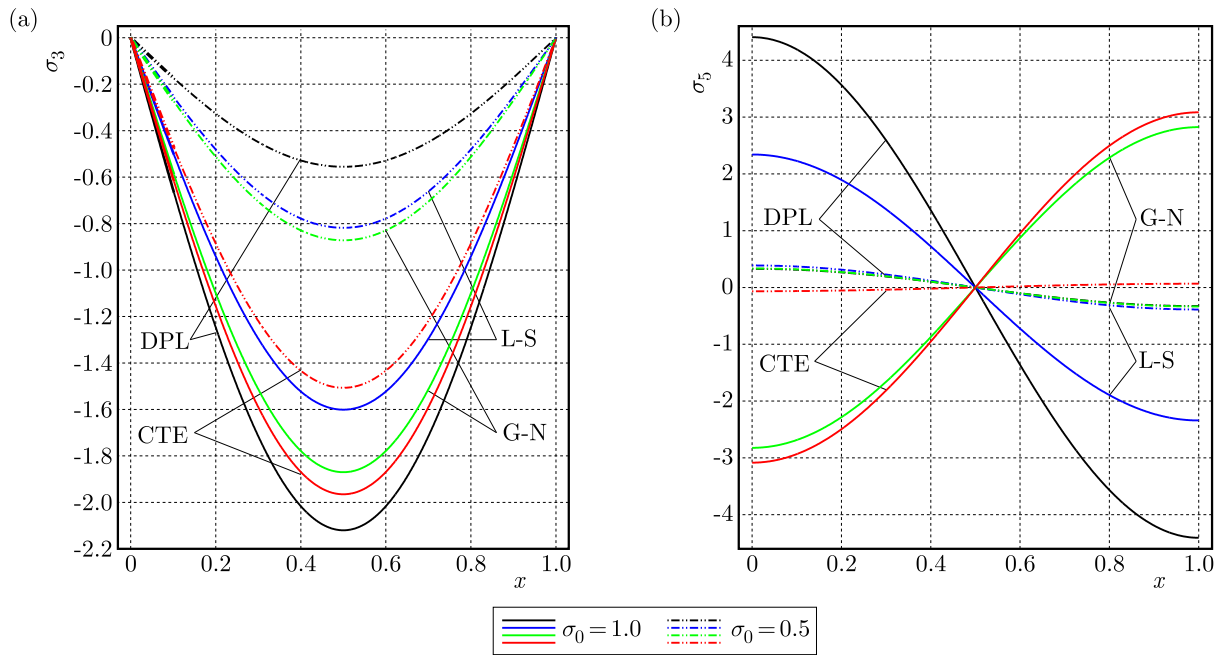 (a)
σ3
0
-0.2
-0.4
-0.6
-0.8
-1.0
-1.2
-1.4
-1.6
-1.8
-2.0
-2.2
DPL
L-S
CTE
G-N
0 0.2 0.4 0.6 0.8 1.0
x
(b)
σ5
4
3
2
1
0
-1
-2
-3
-4
DPL
G-N
CTE
L-S
0 0.2 0.4 0.6 0.8 1.0
x
σ0 = 1.0 σ0 = 0.5